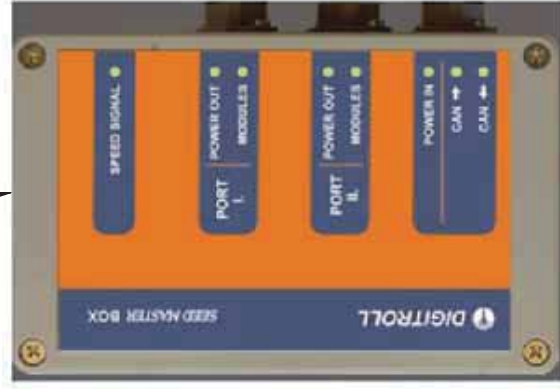 SPEED SIGNAL
PORT I.
POWER OUT
MODULES
PORT II.
POWER OUT
MODULES
POWER IN
CAN →
CAN ←
DIGITROLL
SEED MASTER BOX